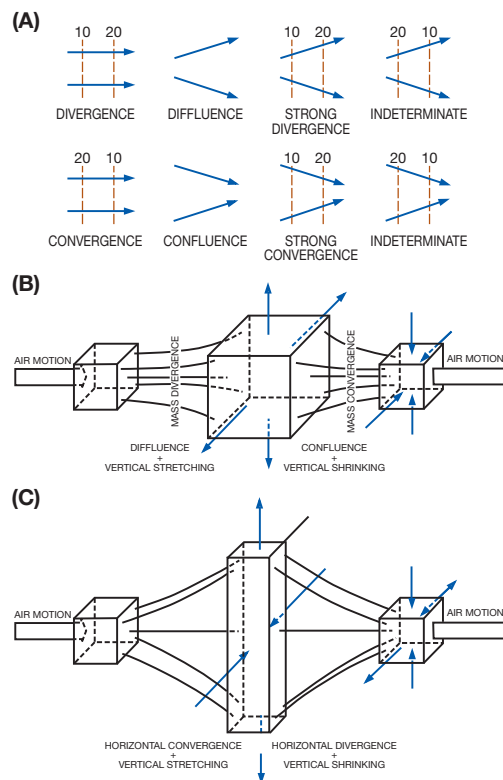 (A)
10 20 10 20 20 10
DIVERGENCE DIFFLUENCE STRONG INDETERMINATE
DIVERGENCE
20 10 10 20 20 10
CONVERGENCE CONFLUENCE STRONG INDETERMINATE
CONVERGENCE
(B)
AIR MOTION
MASS DIVERGENCE
MASS CONVERGENCE
AIR MOTION
DIFFLUENCE
+
VERTICAL STRETCHING
CONFLUENCE
+
VERTICAL SHRINKING
(C)
AIR MOTION
AIR MOTION
HORIZONTAL CONVERGENCE
+
VERTICAL STRETCHING
HORIZONTAL DIVERGENCE
+
VERTICAL SHRINKING